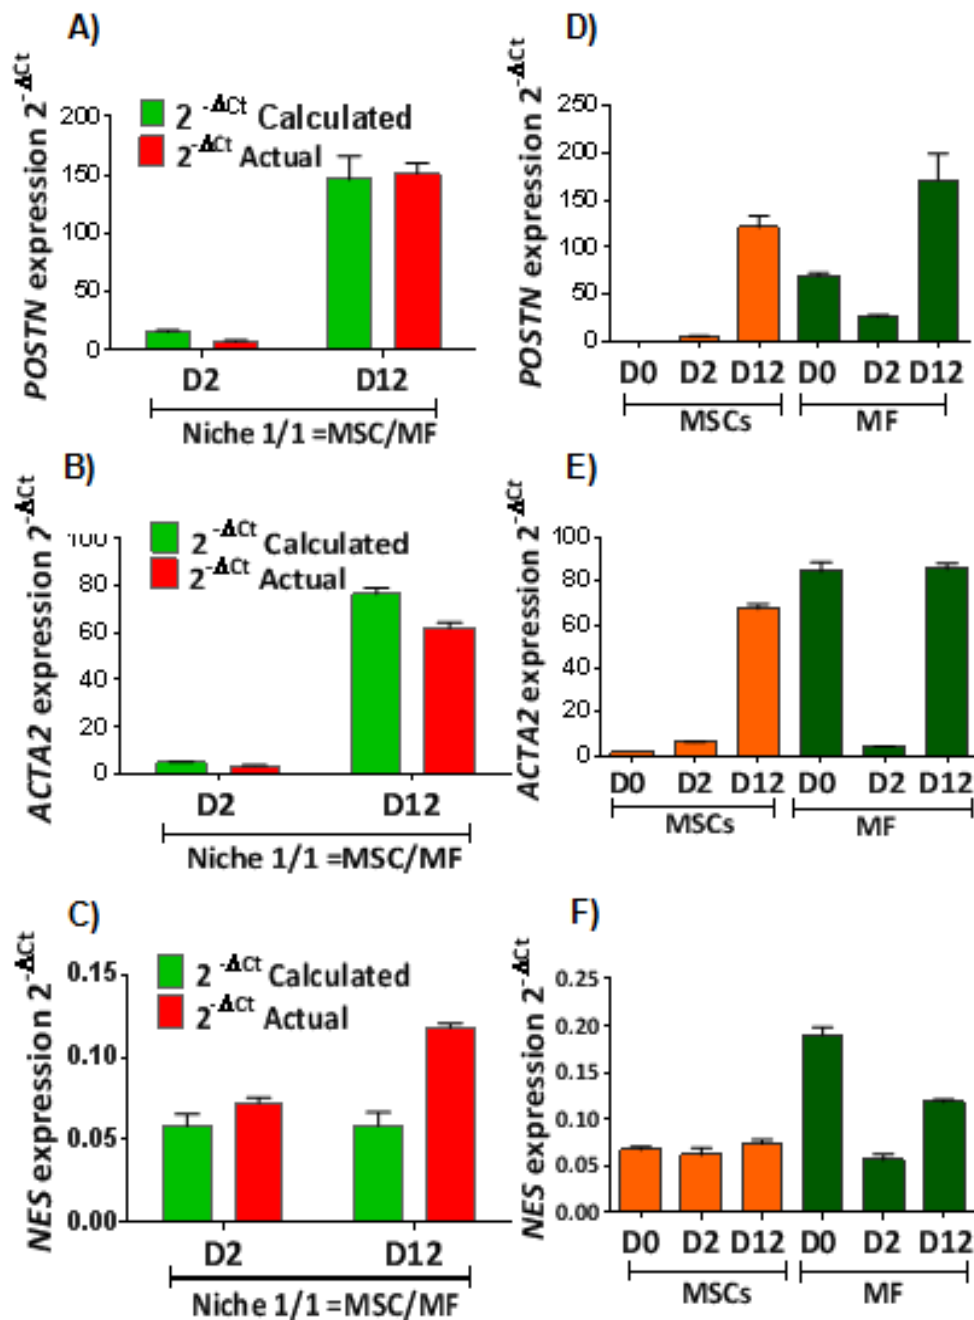 A)
POSTN expression 2^-ΔCt
2^-ΔCt Calculated
2^-ΔCt Actual
200
150
100
50
0
D2 D12
Niche 1/1 =MSC/MF
D)
POSTN expression 2^-ΔCt
250
200
150
100
50
0
D0 D2 D12 D0 D2 D12
MSCs MF
B)
ACTA2 expression 2^-ΔCt
2^-ΔCt Calculated
2^-ΔCt Actual
100
80
60
40
20
0
D2 D12
Niche 1/1 =MSC/MF
E)
ACTA2 expression 2^-ΔCt
100
80
60
40
20
0
D0 D2 D12 D0 D2 D12
MSCs MF
C)
NES expression 2^-ΔCt
2^-ΔCt Calculated
2^-ΔCt Actual
0.15
0.10
0.05
0.00
D2 D12
Niche 1/1 =MSC/MF
F)
NES expression 2^-ΔCt
0.25
0.20
0.15
0.10
0.05
0.00
D0 D2 D12 D0 D2 D12
MSCs MF